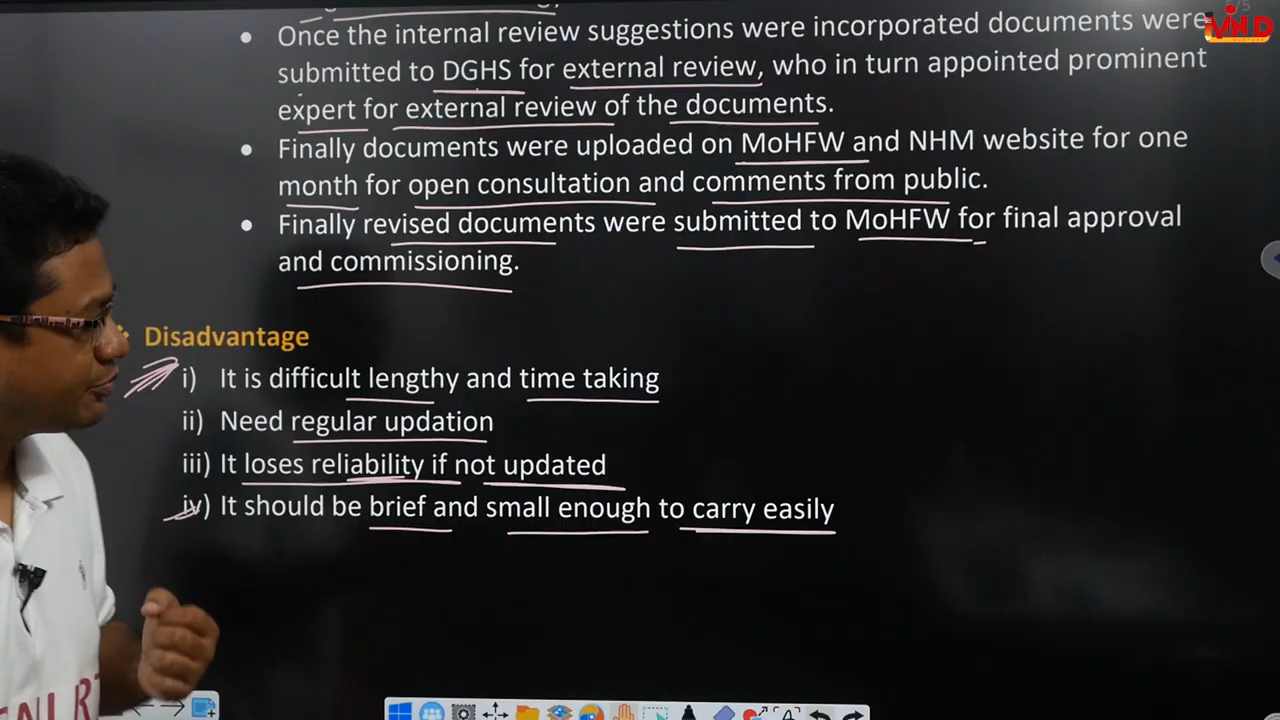 • Once the internal review suggestions were incorporated documents were
submitted to DGHS for external review, who in turn appointed prominent
expert for external review of the documents.
• Finally documents were uploaded on MoHFW and NHM website for one
month for open consultation and comments from public.
• Finally revised documents were submitted to MoHFW for final approval
and commissioning.
Disadvantage
i) It is difficult lengthy and time taking
ii) Need regular updation
iii) It loses reliability if not updated
iv) It should be brief and small enough to carry easily